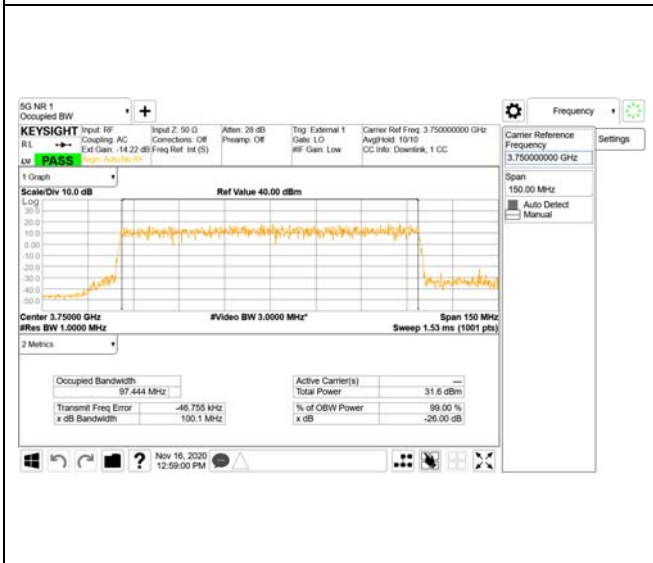 5G NR 1
Occupied BW
Frequency
KEYSIGHT Input: RF Input Z: 50 Ω Atten: 28 dB Trig: External 1 Carrier Ref Freq: 3.750000000 GHz
RL Coupling: AC Corrections: Off Preamp: Off Gate: LO Avg|Hold: 10/10
Ext Gain: -14.22 dB Freq Ref: Int (S) #IF Gain: Low CC Info: Downlink, 1 CC
PASS Align: Auto/No RF
Carrier Reference
Frequency
3.750000000 GHz
Settings
Span
150.00 MHz
Auto Detect
Manual
1 Graph
Scale/Div 10.0 dB Ref Value 40.00 dBm
Log
30.0
20.0
10.0
0.00
-10.0
-20.0
-30.0
-40.0
-50.0
Center 3.75000 GHz #Video BW 3.0000 MHz* Span 150 MHz
#Res BW 1.0000 MHz Sweep 1.53 ms (1001 pts)
2 Metrics
Occupied Bandwidth Active Carrier(s) ---
97.444 MHz Total Power 31.6 dBm
Transmit Freq Error -46.755 kHz % of OBW Power 99.00 %
x dB Bandwidth 100.1 MHz x dB -26.00 dB
Nov 16, 2020
12:59:00 PM